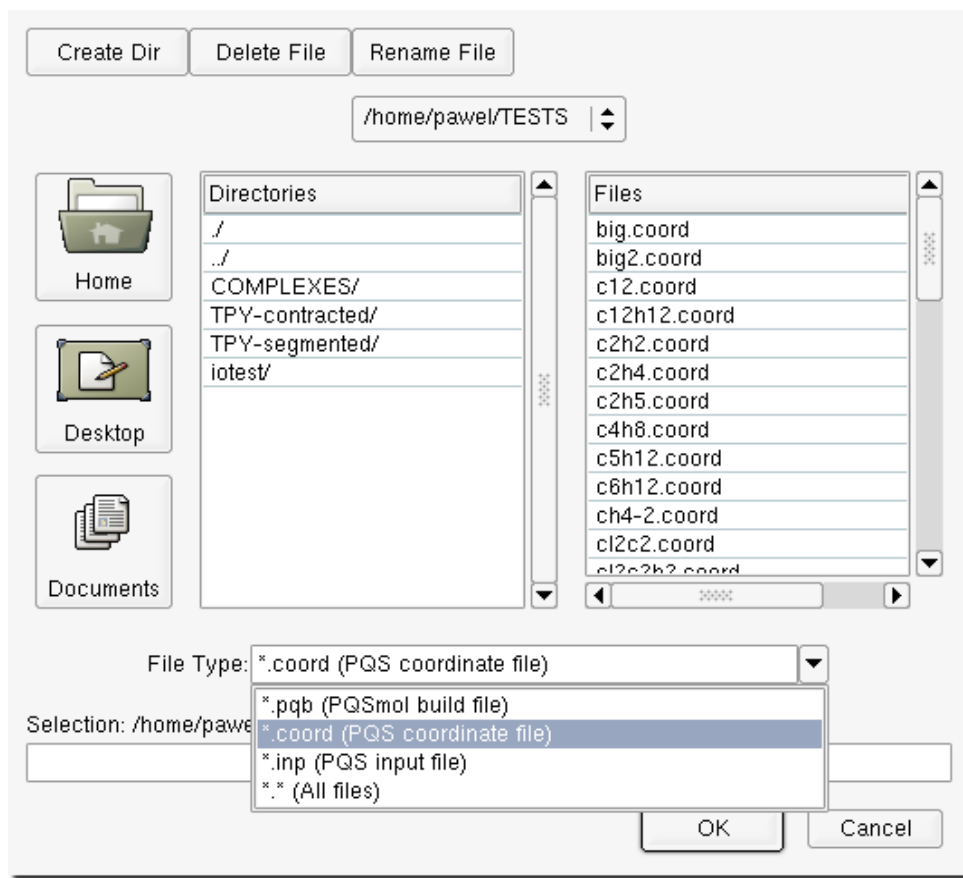 Create Dir Delete File Rename File
/home/pawel/TESTS
Home
Desktop
Documents
Directories
./
../
COMPLEXES/
TPY-contracted/
TPY-segmented/
iotest/
Files
big.coord
big2.coord
c12.coord
c12h12.coord
c2h2.coord
c2h4.coord
c2h5.coord
c4h8.coord
c5h12.coord
c6h12.coord
ch4-2.coord
cl2c2.coord
cl2c2h2.coord
File Type: *.coord (PQS coordinate file)
*.pqb (PQSmol build file)
*.coord (PQS coordinate file)
*.inp (PQS input file)
*.* (All files)
Selection: /home/pawe
OK Cancel